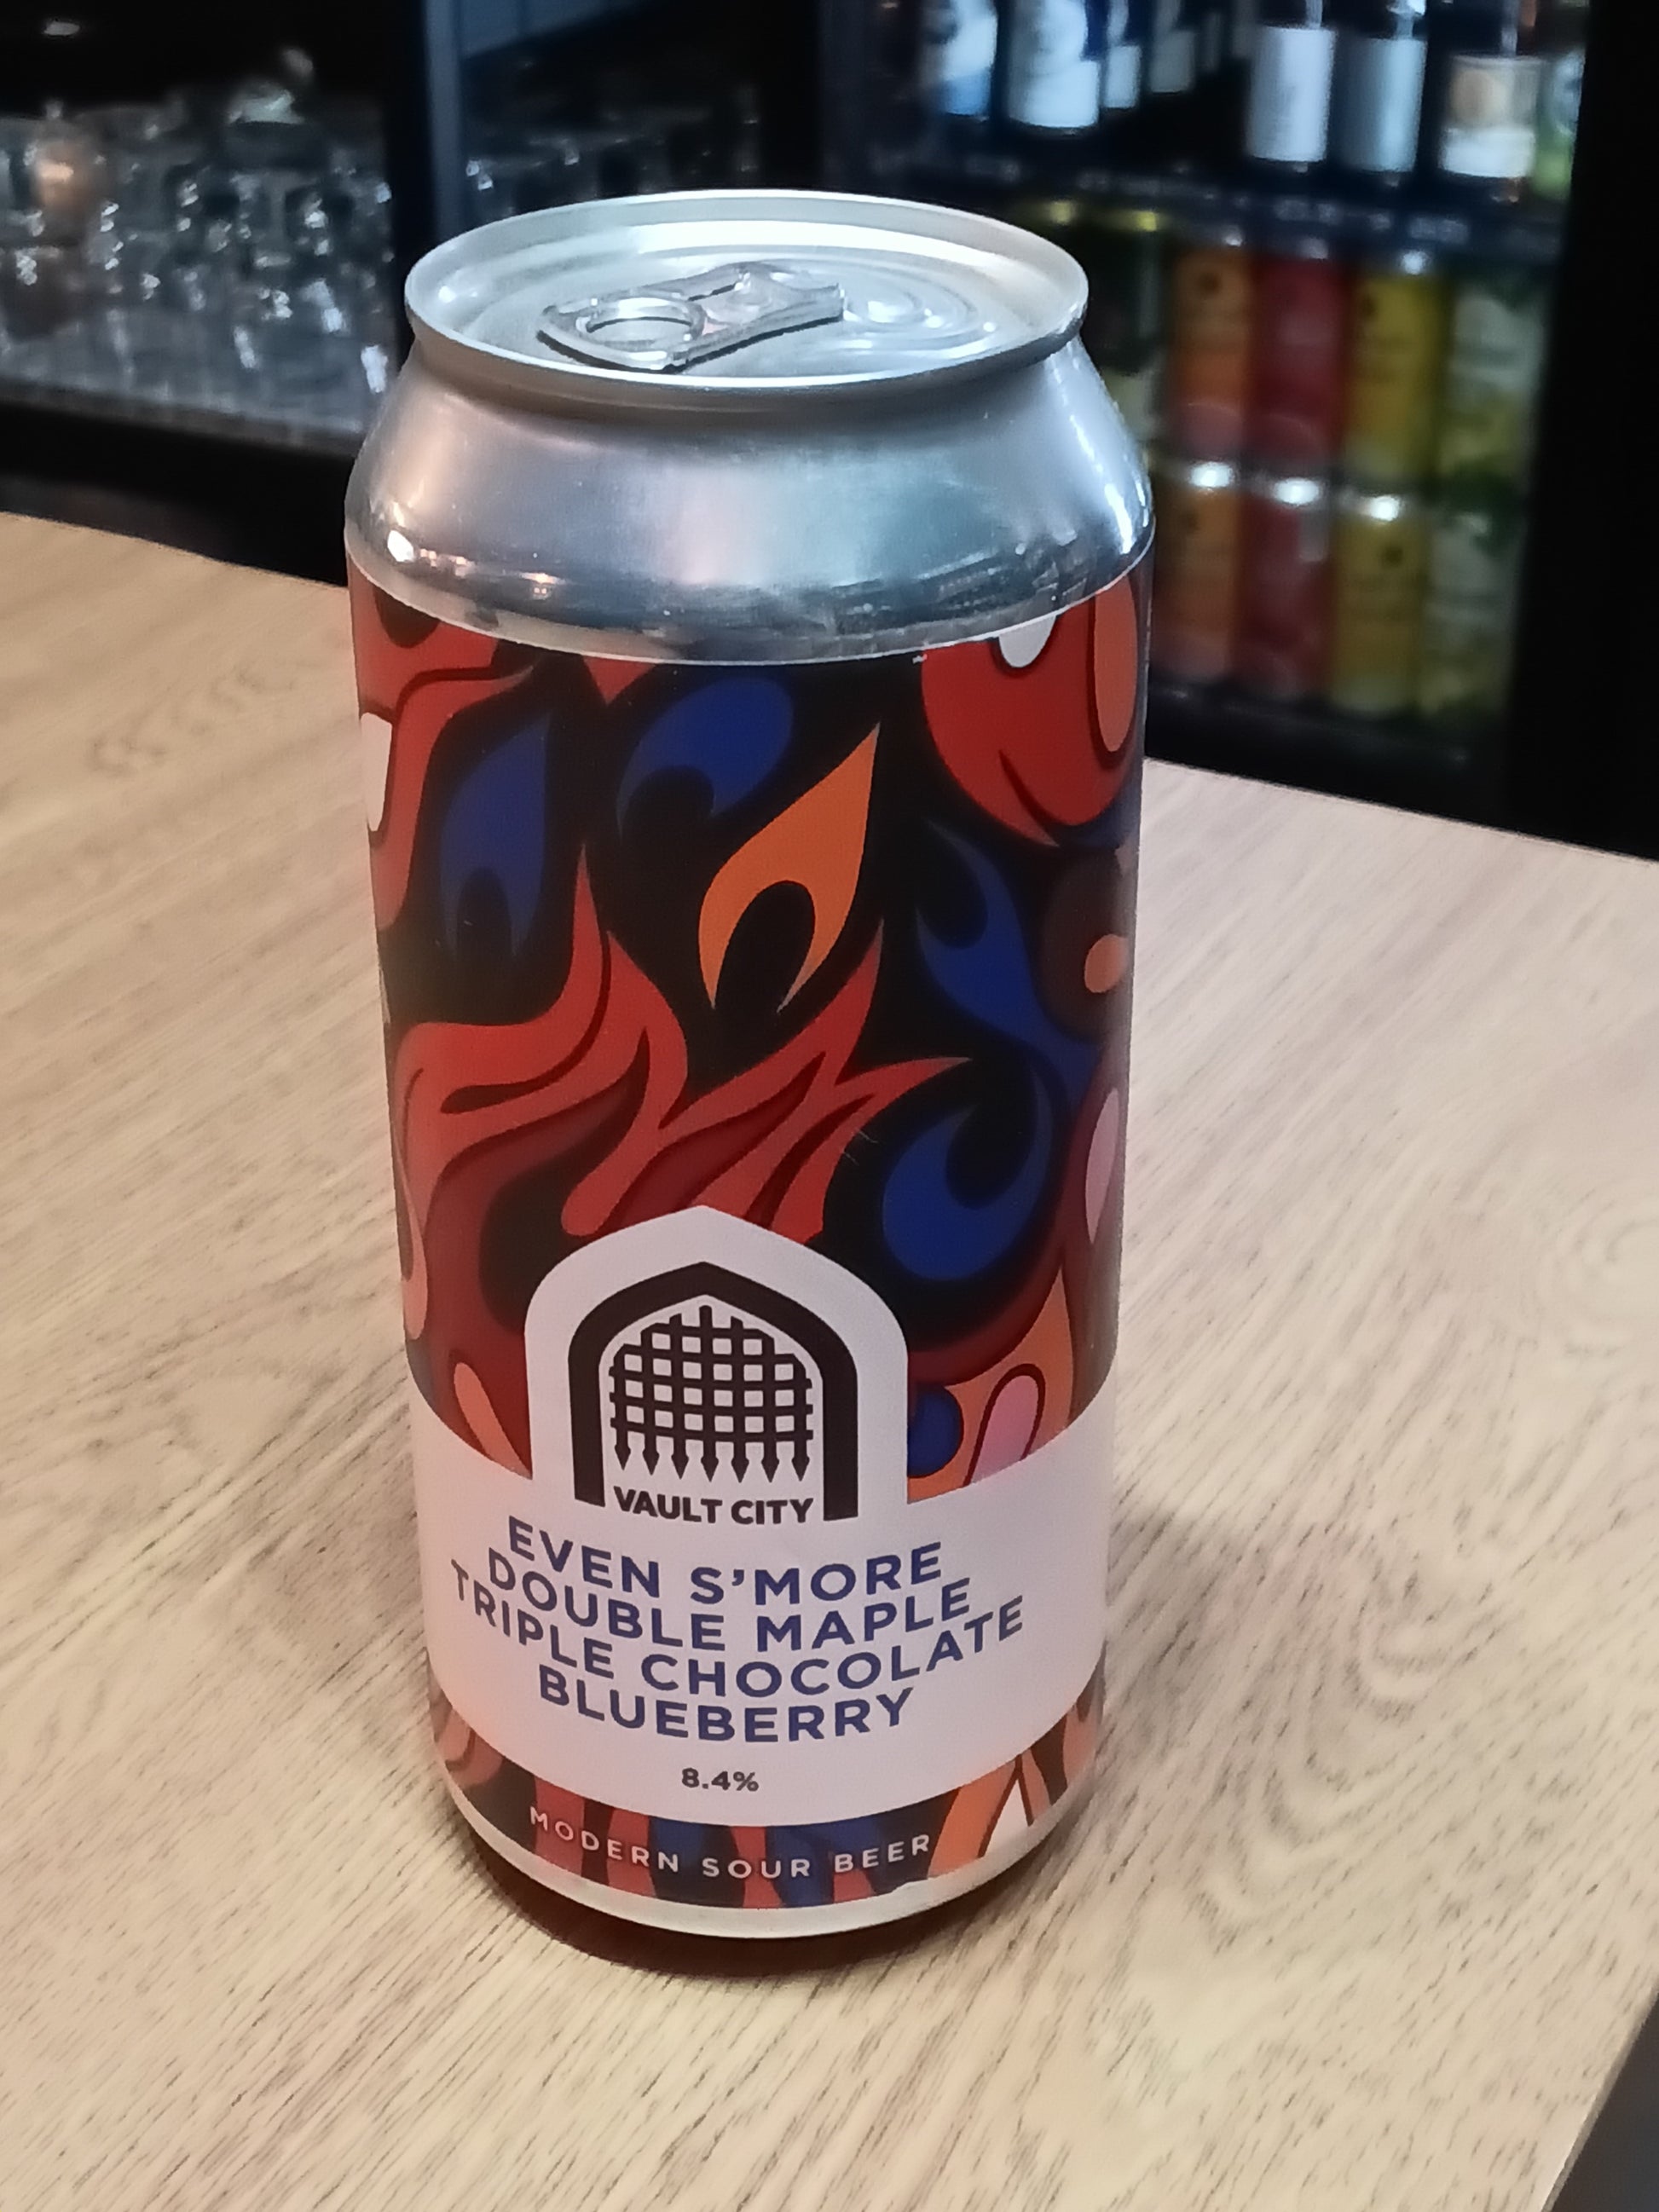 VAULT CITY
EVEN S'MORE
DOUBLE MAPLE
TRIPLE CHOCOLATE
BLUEBERRY
8.4%
MODERN SOUR BEER